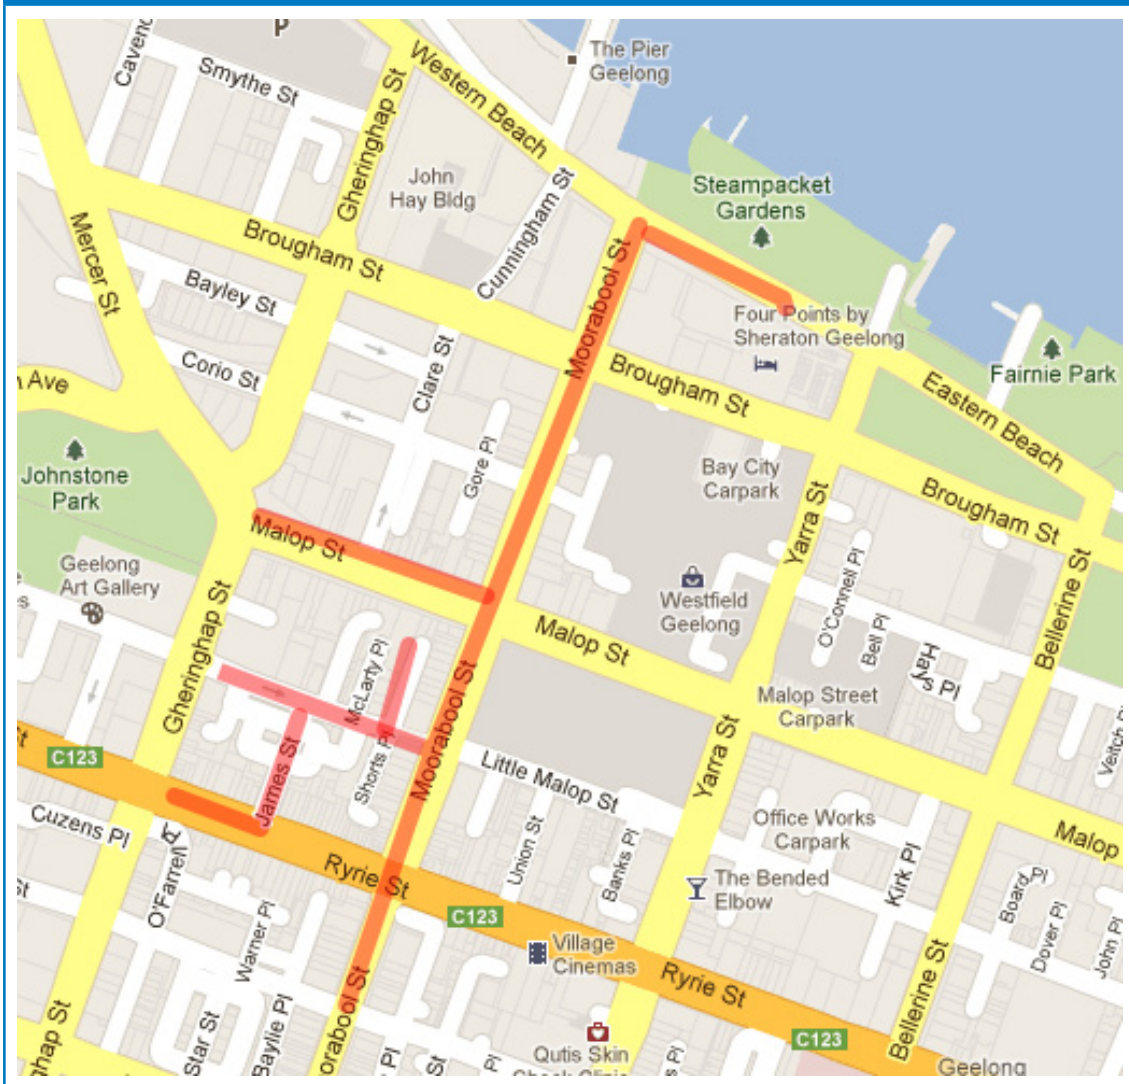 P
The Pier
Geelong
Western Beach
Smythe St
Gheringhap St
John
Hay Bldg
Cunningham St
Steampacket
Gardens
Mercer St
Brougham St
Bayley St
Moorabool St
Four Points by
Sheraton Geelong
Corio St
Clare St
Brougham St
Fairnie Park
Eastern Beach
Ave
Johnstone
Park
Gore Pl
Bay City
Carpark
Yarra St
Brougham St
Malop St
Geelong
Art Gallery
Westfield
Geelong
O'Connell Pl
Bell Pl
Hays Pl
Bellerine St
Malop St
Gheringhap St
McLarty Pl
Moorabool St
Malop Street
Carpark
Veitch Pl
C123
James St
Shorts Pl
Little Malop St
Yarra St
Cuzens Pl
O'Farrell
Ryrie St
Union St
Banks Pl
Office Works
Carpark
Kirk Pl
Malop
The Bended
Elbow
Board Pl
Dover Pl
John Pl
St
Warner Pl
C123
Village
Cinemas
Ryrie St
Bellerine St
Star St
Baylie Pl
Pl
St
Qutis Skin
C123
Geelong